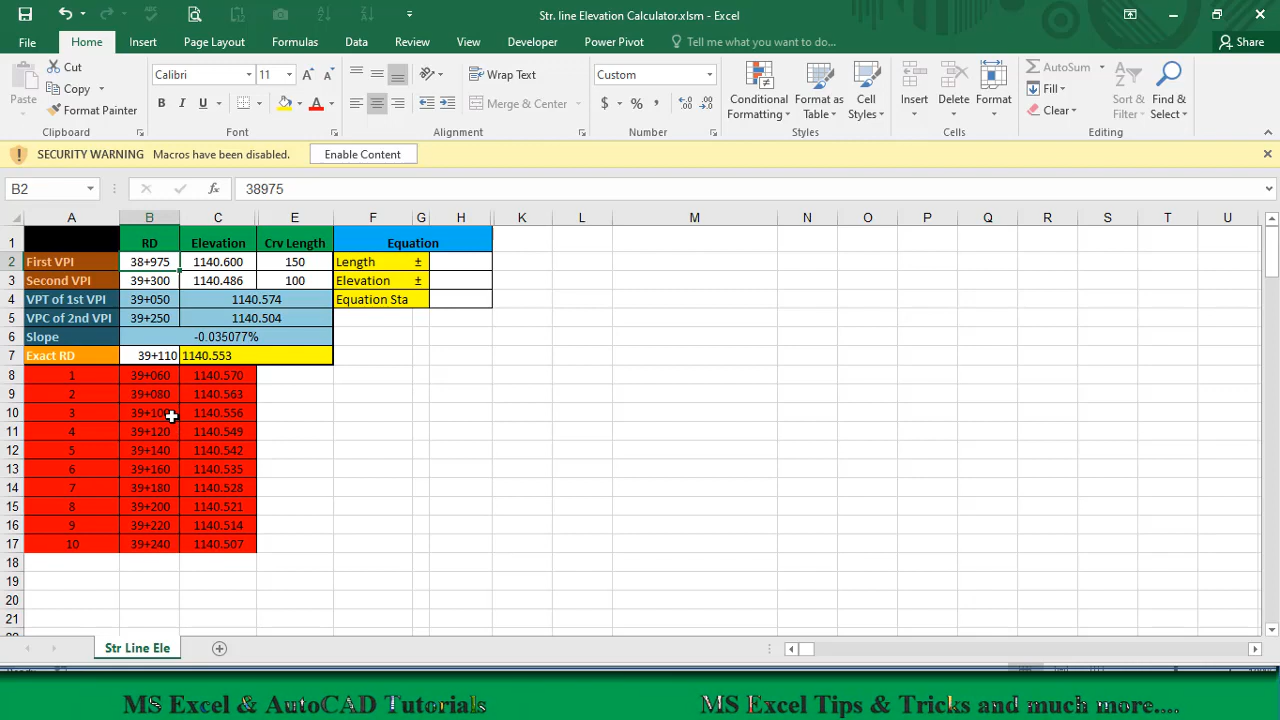 Str. line Elevation Calculator.xlsm - Excel
File Home Insert Page Layout Formulas Data Review View Developer Power Pivot Tell me what you want to do... Share
Paste Cut Copy Format Painter
Calibri 11 A A B I U A
Wrap Text Merge & Center
Custom $ % ,
Conditional Formatting Format as Table Cell Styles
Insert Delete Format
AutoSum Fill Clear Sort & Filter Find & Select
Clipboard Font Alignment Number Styles Cells Editing
SECURITY WARNING Macros have been disabled. Enable Content
B2 fx 38975
A B C E F G H K L M N O P Q R S T U
1 RD Elevation Crv Length Equation
2 First VPI 38+975 1140.600 150 Length ±
3 Second VPI 39+300 1140.486 100 Elevation ±
4 VPT of 1st VPI 39+050 1140.574 Equation Sta
5 VPC of 2nd VPI 39+250 1140.504
6 Slope -0.035077%
7 Exact RD 39+110 1140.553
8 1 39+060 1140.570
9 2 39+080 1140.563
10 3 39+100 1140.556
11 4 39+120 1140.549
12 5 39+140 1140.542
13 6 39+160 1140.535
14 7 39+180 1140.528
15 8 39+200 1140.521
16 9 39+220 1140.514
17 10 39+240 1140.507
18
19
20
21
Str Line Ele
MS Excel & AutoCAD Tutorials MS Excel Tips & Tricks and much more....